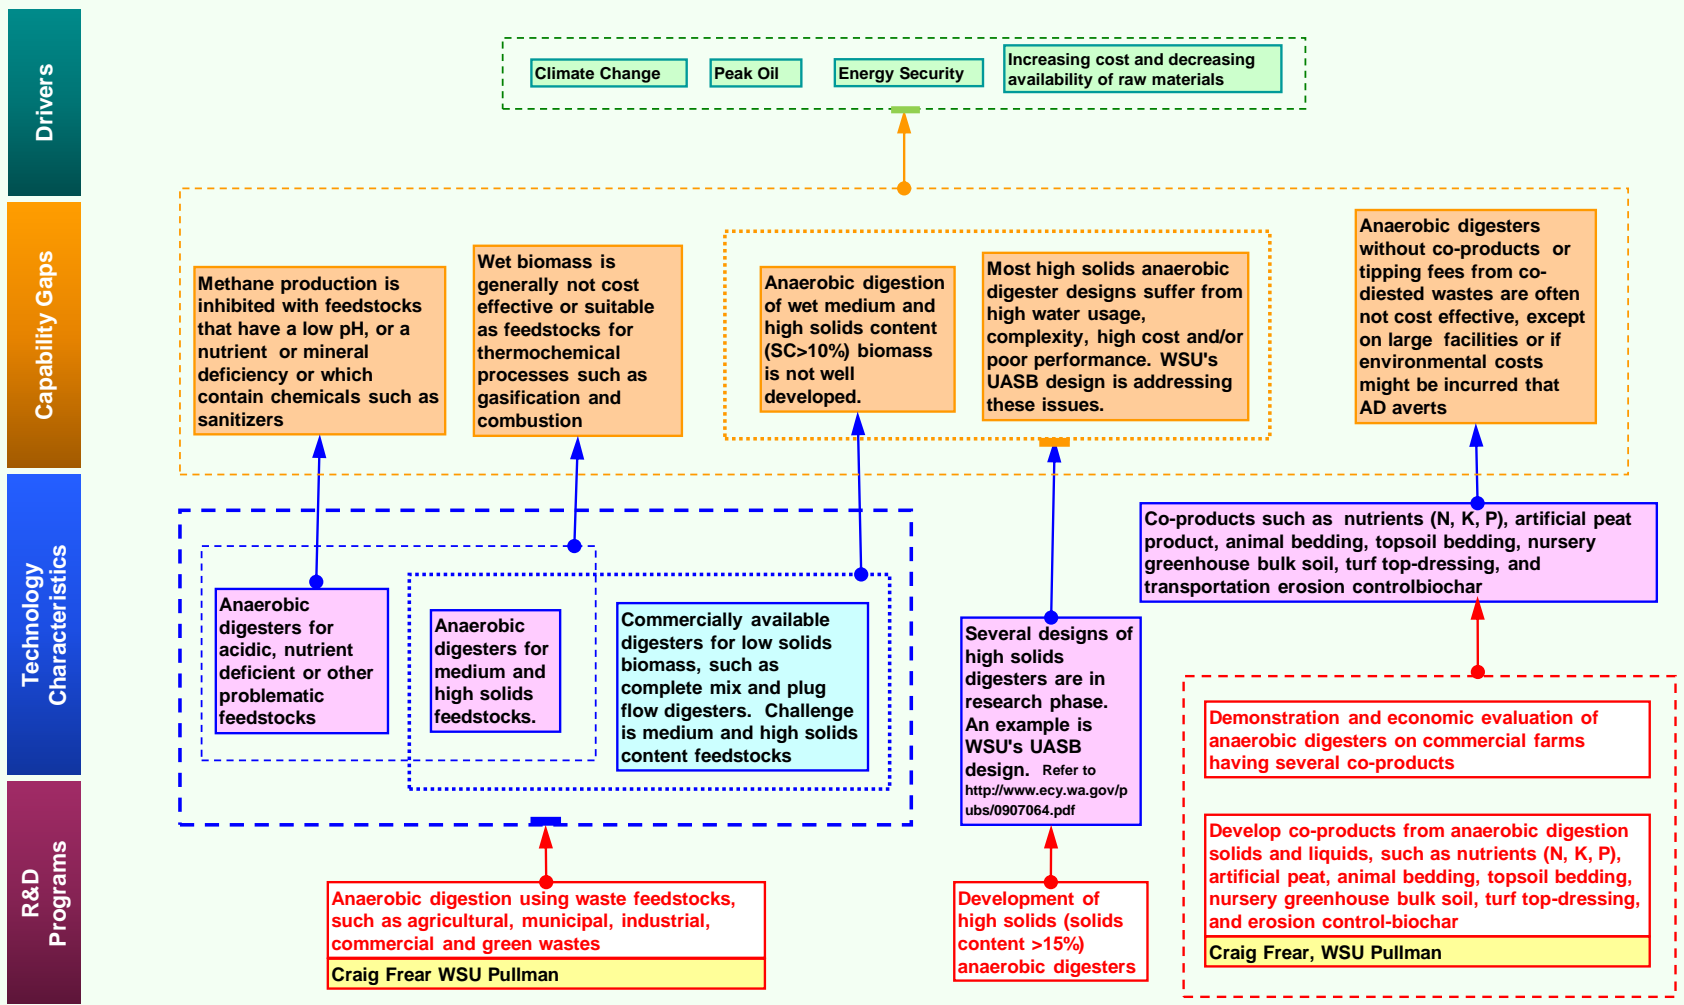 Drivers
Climate Change
Peak Oil
Energy Security
Increasing cost and decreasing
availability of raw materials
Capability Gaps
Methane production is
inhibited with feedstocks
that have a low pH, or a
nutrient or mineral
deficiency or which
contain chemicals such as
sanitizers
Wet biomass is
generally not cost
effective or suitable
as feedstocks for
thermochemical
processes such as
gasification and
combustion
Anaerobic digestion
of wet medium and
high solids content
(SC>10%) biomass
is not well
developed.
Most high solids anaerobic
digester designs suffer from
high water usage,
complexity, high cost and/or
poor performance. WSU's
UASB design is addressing
these issues.
Anaerobic digesters
without co-products or
tipping fees from co-
diested wastes are often
not cost effective, except
on large facilities or if
environmental costs
might be incurred that
AD averts
Technology
Characteristics
Anaerobic
digesters for
acidic, nutrient
deficient or other
problematic
feedstocks
Anaerobic
digesters for
medium and
high solids
feedstocks.
Commercially available
digesters for low solids
biomass, such as
complete mix and plug
flow digesters. Challenge
is medium and high solids
content feedstocks
Several designs of
high solids
digesters are in
research phase.
An example is
WSU's UASB
design. Refer to
http://www.ecy.wa.gov/p
ubs/0907064.pdf
Co-products such as nutrients (N, K, P), artificial peat
product, animal bedding, topsoil bedding, nursery
greenhouse bulk soil, turf top-dressing, and
transportation erosion controlbiochar
R&D
Programs
Anaerobic digestion using waste feedstocks,
such as agricultural, municipal, industrial,
commercial and green wastes
Craig Frear WSU Pullman
Development of
high solids (solids
content >15%)
anaerobic digesters
Demonstration and economic evaluation of
anaerobic digesters on commercial farms
having several co-products
Develop co-products from anaerobic digestion
solids and liquids, such as nutrients (N, K, P),
artificial peat, animal bedding, topsoil bedding,
nursery greenhouse bulk soil, turf top-dressing,
and erosion control-biochar
Craig Frear, WSU Pullman